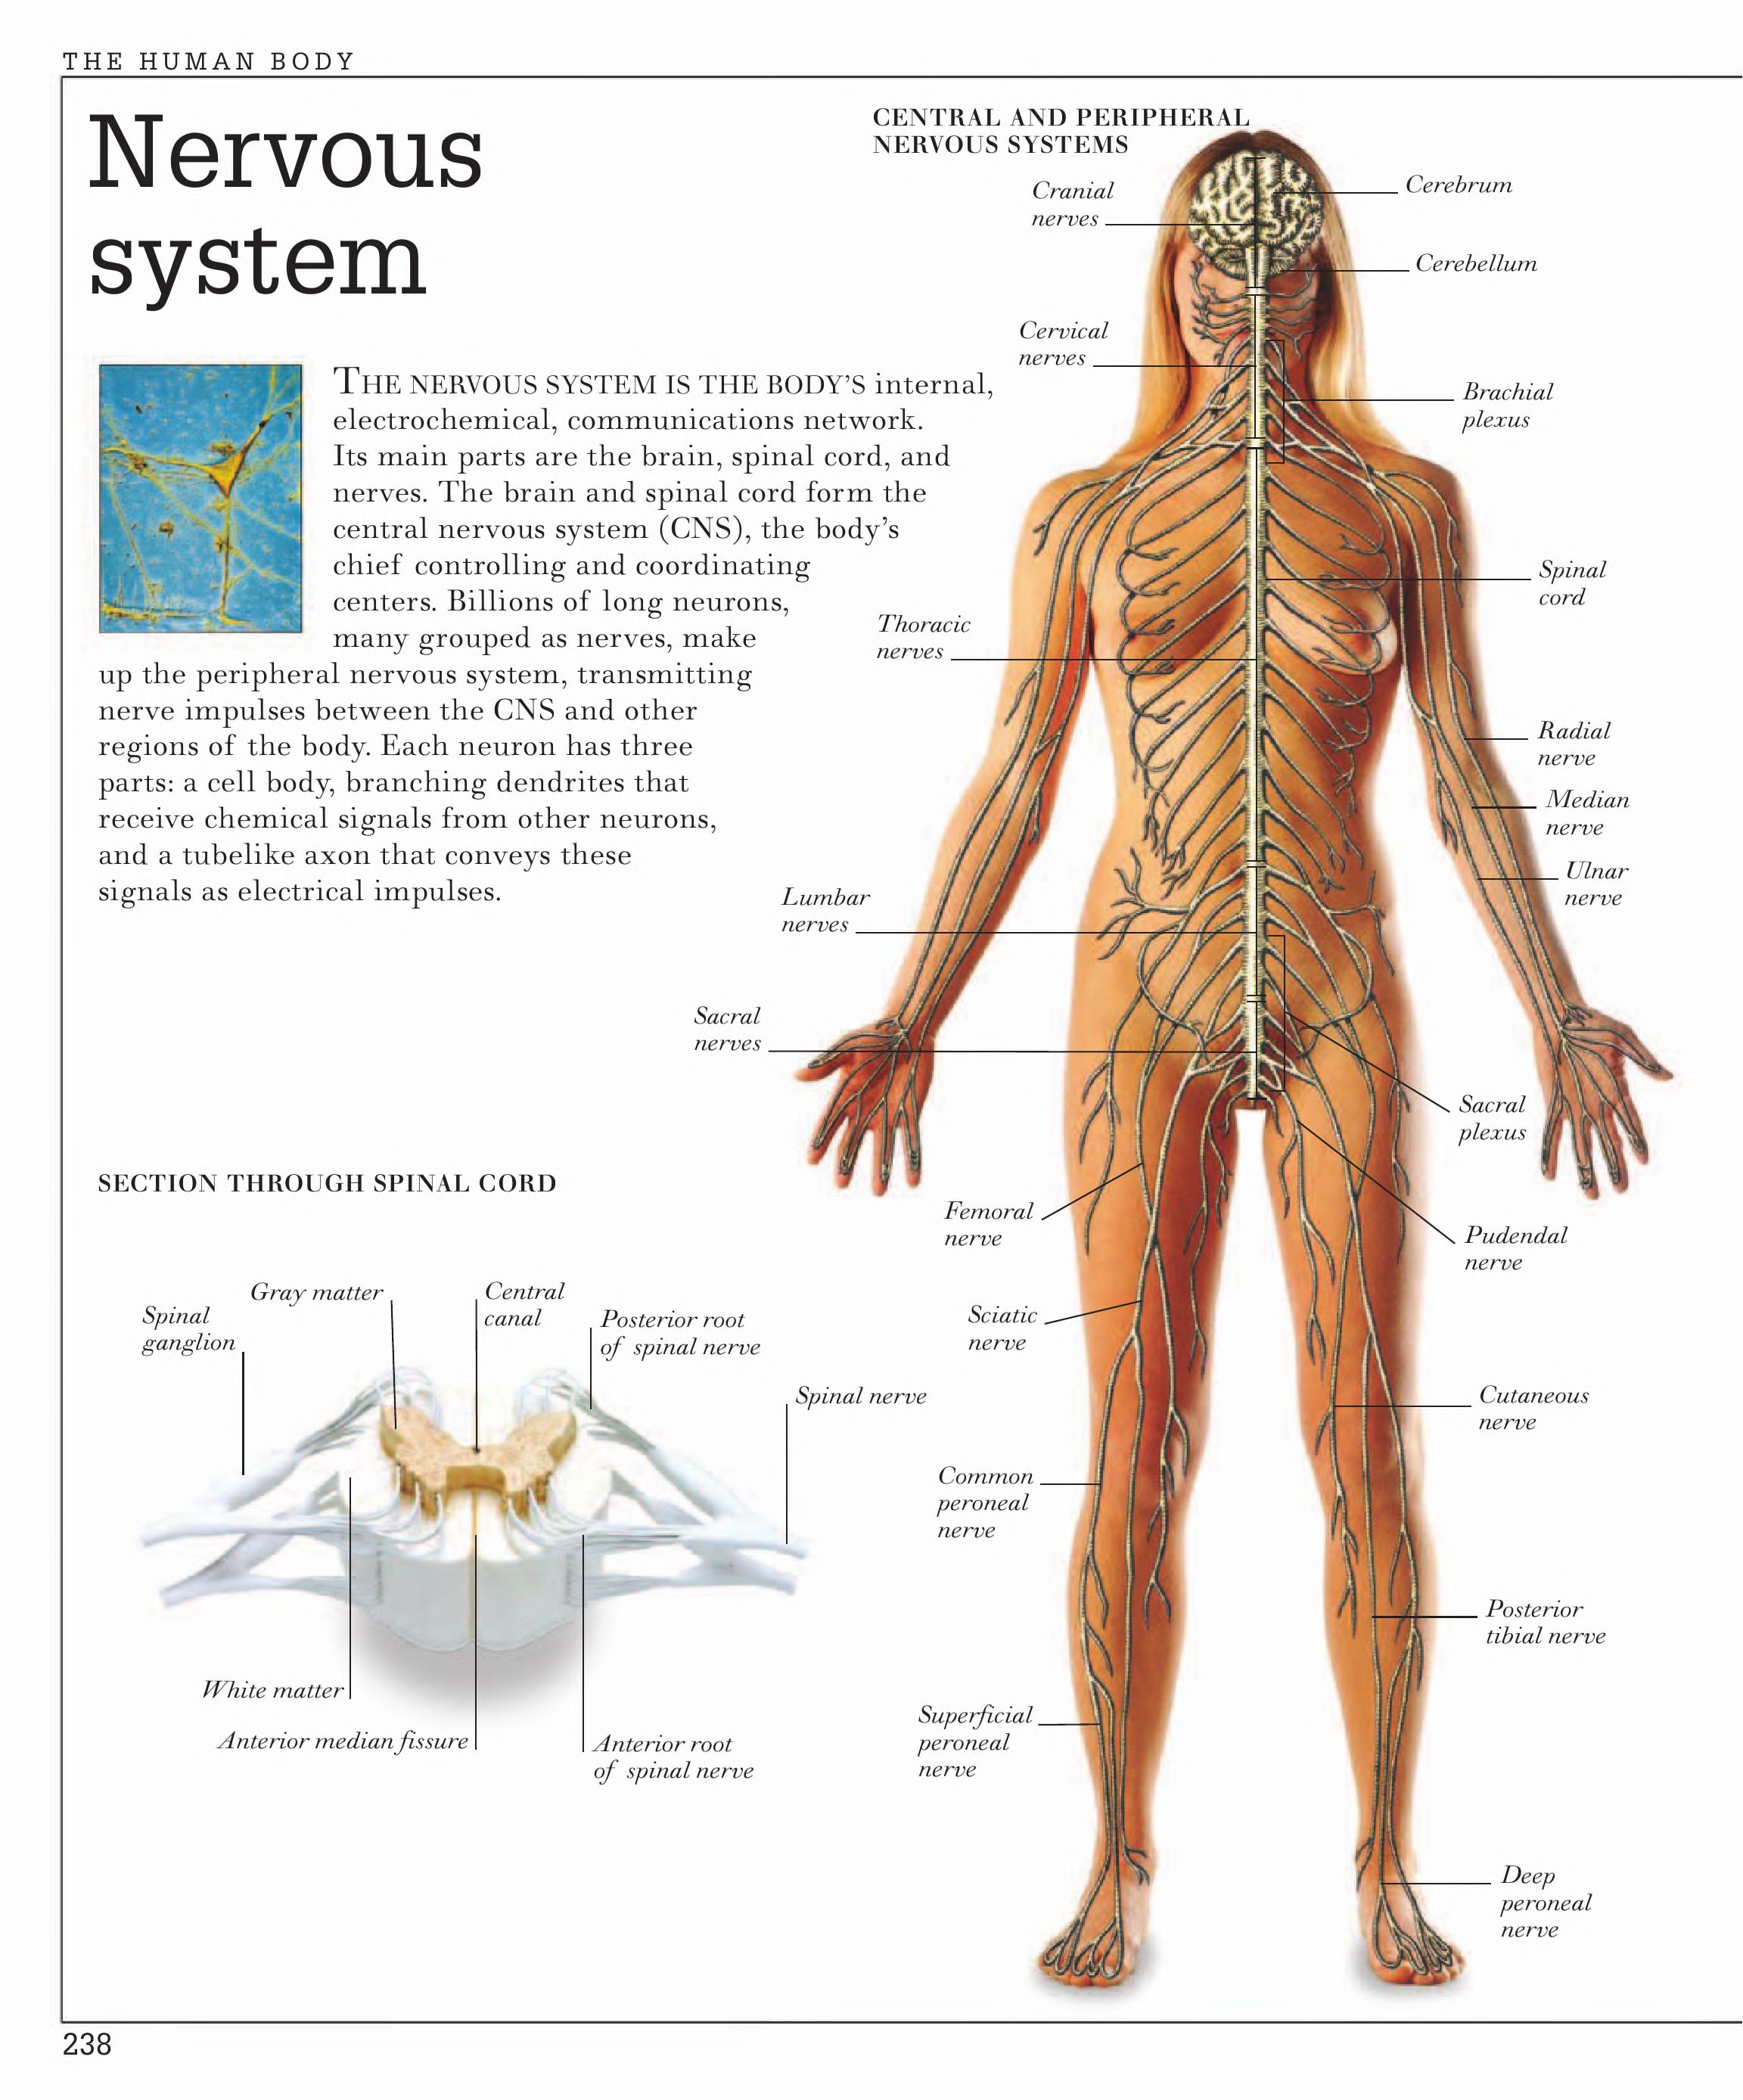 THE HUMAN BODY
Nervous
system
THE NERVOUS SYSTEM IS THE BODY’S internal,
electrochemical, communications network.
Its main parts are the brain, spinal cord, and
nerves. The brain and spinal cord form the
central nervous system (CNS), the body’s
chief controlling and coordinating
centers. Billions of long neurons,
many grouped as nerves, make
up the peripheral nervous system, transmitting
nerve impulses between the CNS and other
regions of the body. Each neuron has three
parts: a cell body, branching dendrites that
receive chemical signals from other neurons,
and a tubelike axon that conveys these
signals as electrical impulses.
CENTRAL AND PERIPHERAL
NERVOUS SYSTEMS
Cranial
nerves
Cerebrum
Cerebellum
Cervical
nerves
Brachial
plexus
Spinal
cord
Thoracic
nerves
Radial
nerve
Median
nerve
Ulnar
nerve
Lumbar
nerves
Sacral
nerves
Sacral
plexus
Femoral
nerve
Pudendal
nerve
Sciatic
nerve
Cutaneous
nerve
Common
peroneal
nerve
Posterior
tibial nerve
Superficial
peroneal
nerve
Deep
peroneal
nerve
SECTION THROUGH SPINAL CORD
Spinal
ganglion
Gray matter
Central
canal
Posterior root
of spinal nerve
Spinal nerve
White matter
Anterior median fissure
Anterior root
of spinal nerve
238